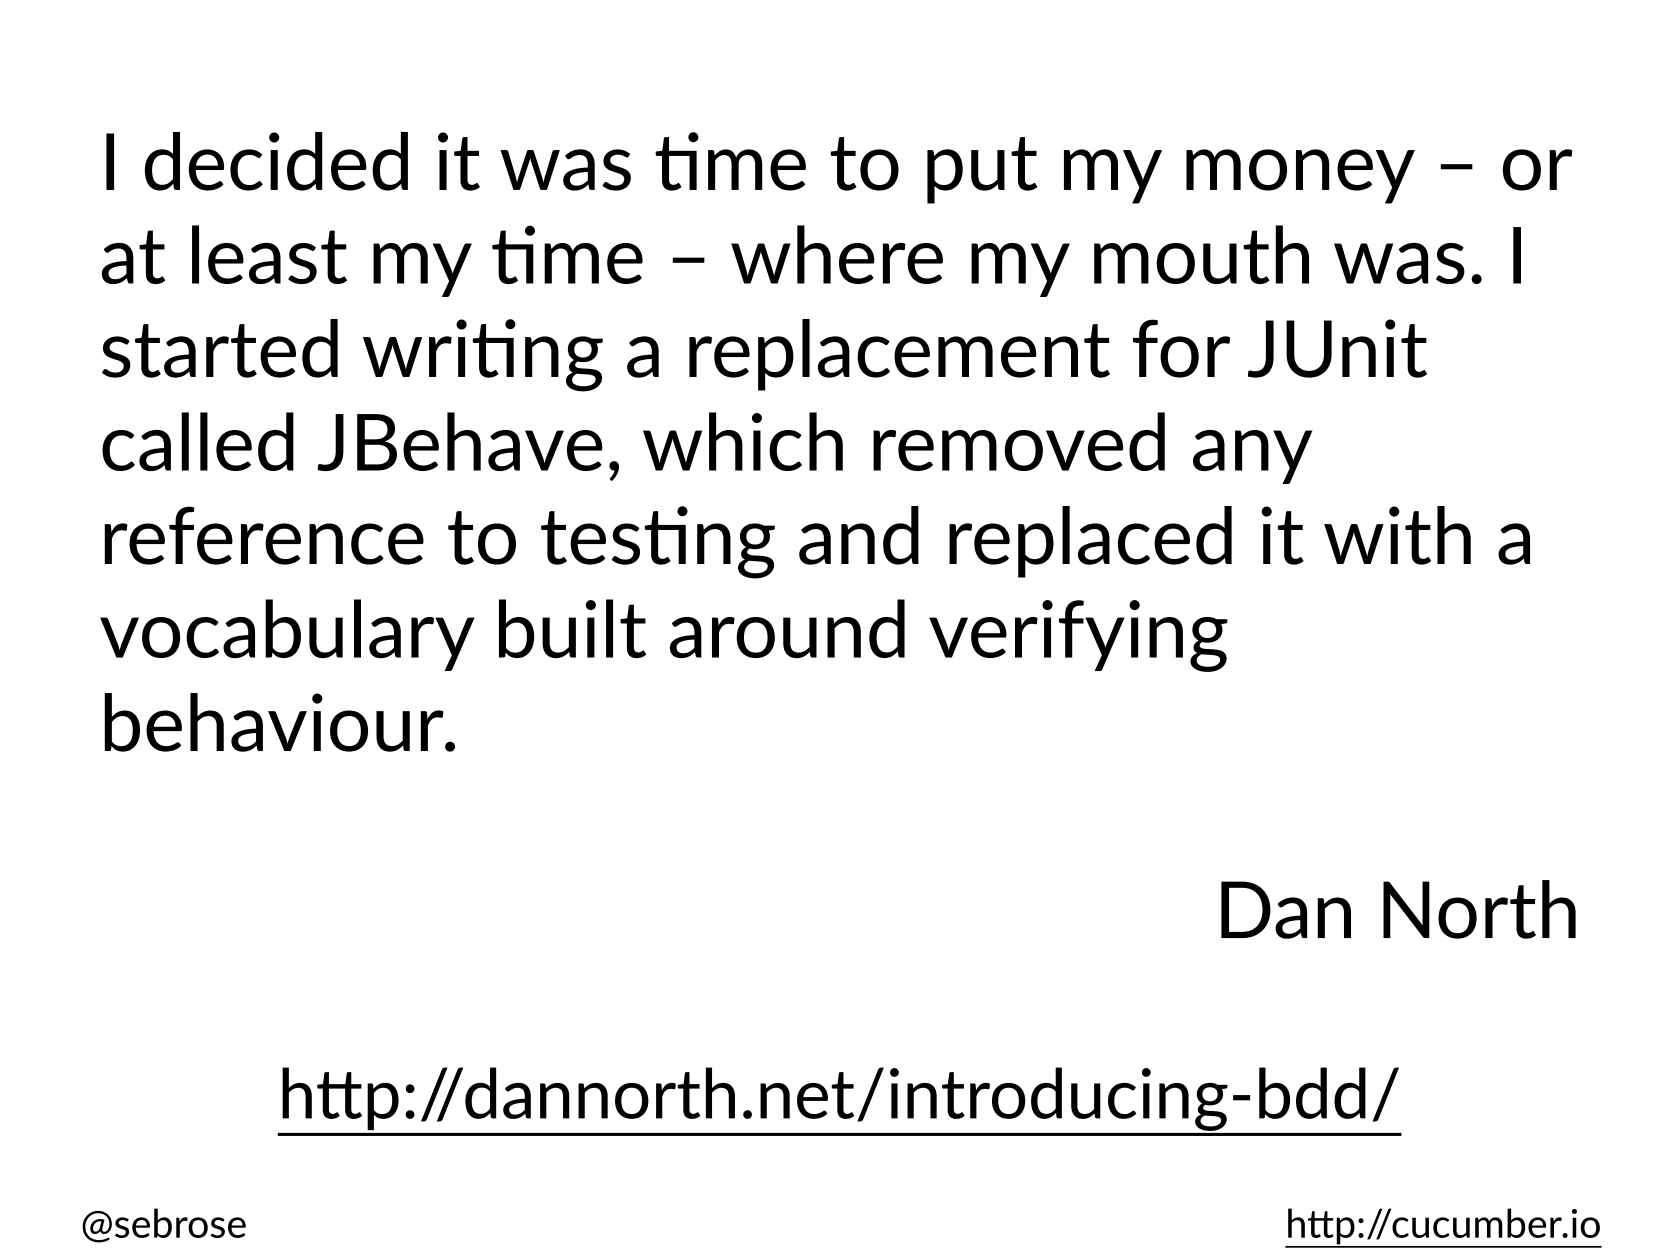 I decided it was time to put my money – or
at least my time – where my mouth was. I
started writing a replacement for JUnit
called JBehave, which removed any
reference to testing and replaced it with a
vocabulary built around verifying
behaviour.
Dan North
http://dannorth.net/introducing-bdd/
@sebrose
http://cucumber.io